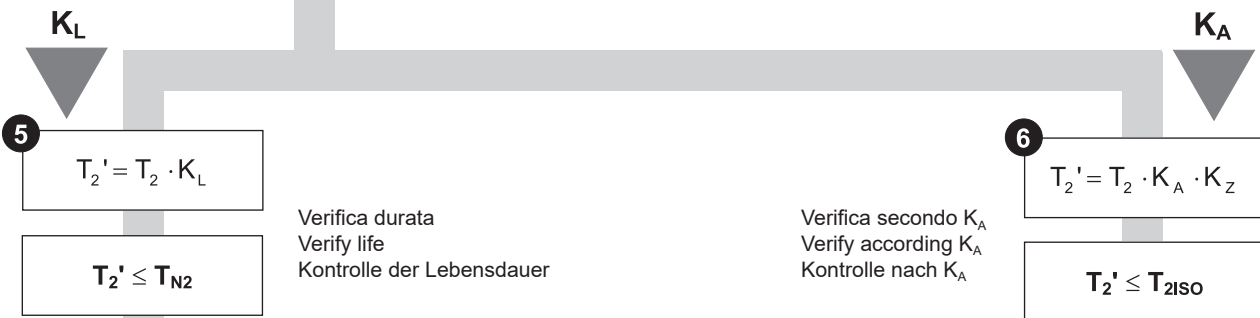 K_L
K_A
5
T_2' = T_2 · K_L
Verifica durata
Verify life
Kontrolle der Lebensdauer
T_2' ≤ T_N2
6
T_2' = T_2 · K_A · K_Z
Verifica secondo K_A
Verify according K_A
Kontrolle nach K_A
T_2' ≤ T_2ISO